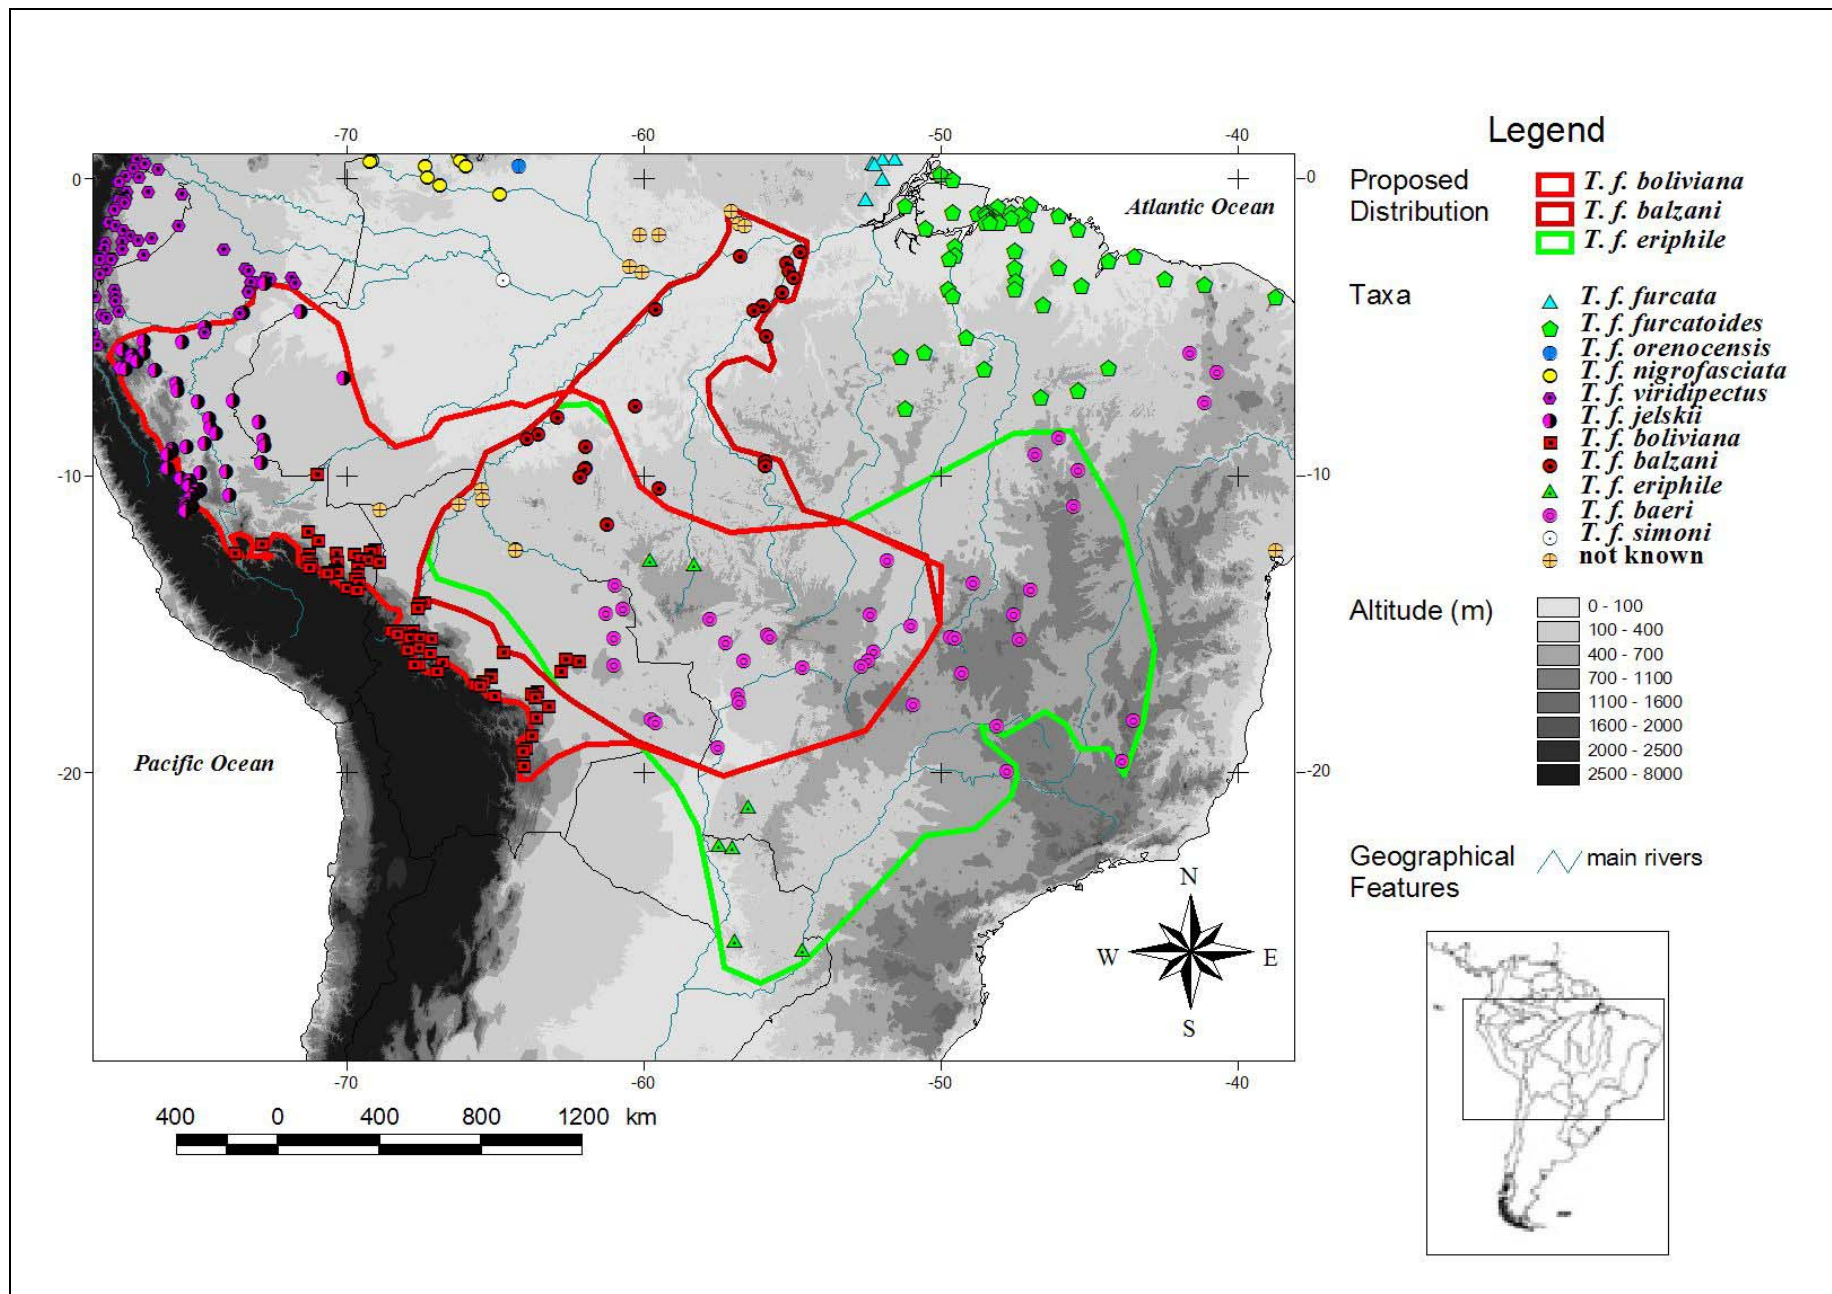 Legend
Proposed
Distribution
T. f. boliviana
T. f. balzani
T. f. eriphile
Taxa
T. f. furcata
T. f. furcatoides
T. f. orenocensis
T. f. nigrofasciata
T. f. viridipectus
T. f. jelskii
T. f. boliviana
T. f. balzani
T. f. eriphile
T. f. baeri
T. f. simoni
not known
Altitude (m)
0 - 100
100 - 400
400 - 700
700 - 1100
1100 - 1600
1600 - 2000
2000 - 2500
2500 - 8000
Geographical
Features
main rivers
-70 -60 -50 -40
0 0
Atlantic Ocean
-10 -10
Pacific Ocean
-20 -20
N
W E
S
-70 -60 -50 -40
400 0 400 800 1200 km